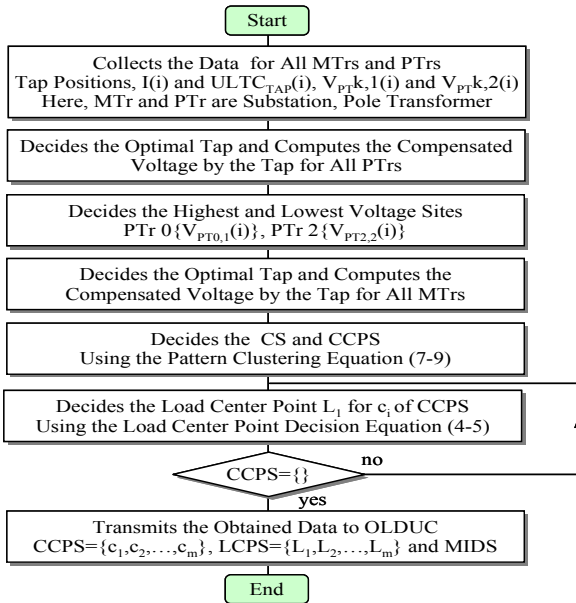 Start
Collects the Data for All MTrs and PTrs
Tap Positions, I(i) and ULTC_TAP(i), V_PTk,1(i) and V_PTk,2(i)
Here, MTr and PTr are Substation, Pole Transformer
Decides the Optimal Tap and Computes the Compensated
Voltage by the Tap for All PTrs
Decides the Highest and Lowest Voltage Sites
PTr 0{V_PT0,1(i)}, PTr 2{V_PT2,2(i)}
Decides the Optimal Tap and Computes the
Compensated Voltage by the Tap for All MTrs
Decides the CS and CCPS
Using the Pattern Clustering Equation (7-9)
Decides the Load Center Point L_1 for c_i of CCPS
Using the Load Center Point Decision Equation (4-5)
CCPS={}
no
yes
Transmits the Obtained Data to OLDUC
CCPS={c_1,c_2,…,c_m}, LCPS={L_1,L_2,…,L_m} and MIDS
End